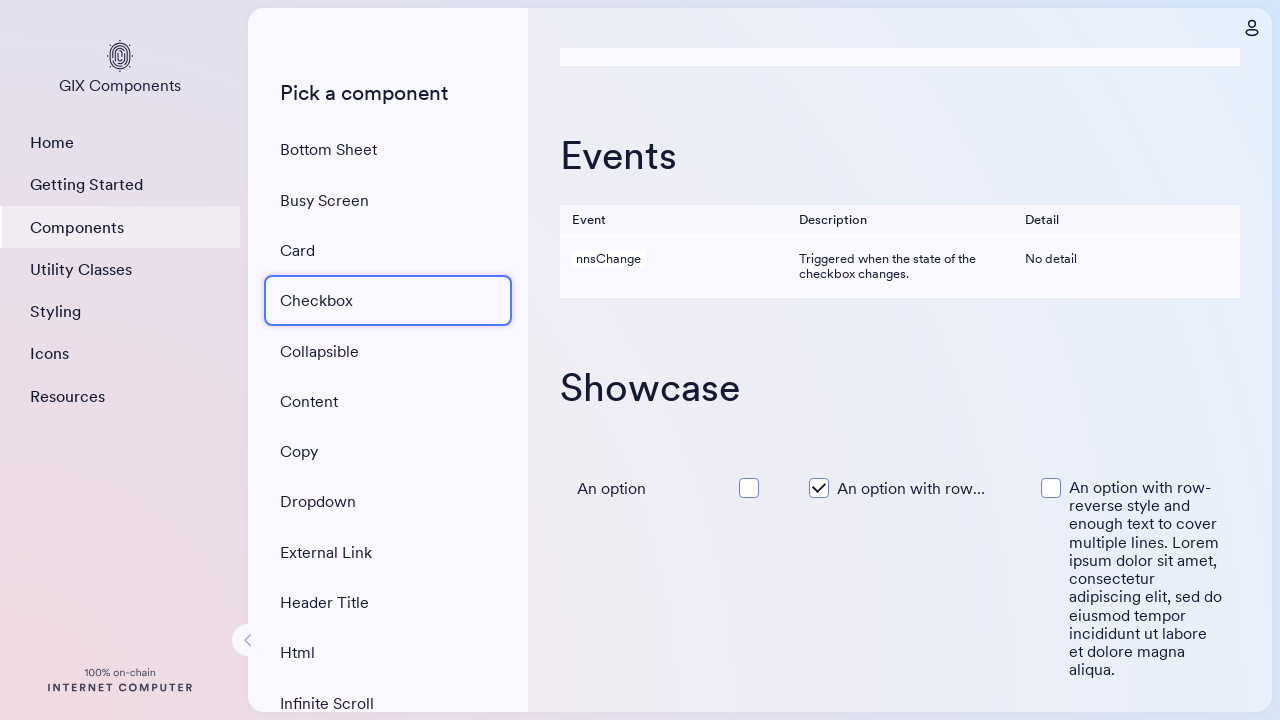 GIX Components
Home
Getting Started
Components
Utility Classes
Styling
Icons
Resources
100% on-chain
INTERNET COMPUTER
Pick a component
Bottom Sheet
Busy Screen
Card
Checkbox
Collapsible
Content
Copy
Dropdown
External Link
Header Title
Html
Infinite Scroll
Events
Event Description Detail
nnsChange Triggered when the state of the No detail
checkbox changes.
Showcase
An option
An option with row...
An option with row-
reverse style and
enough text to cover
multiple lines. Lorem
ipsum dolor sit amet,
consectetur
adipiscing elit, sed do
eiusmod tempor
incididunt ut labore
et dolore magna
aliqua.